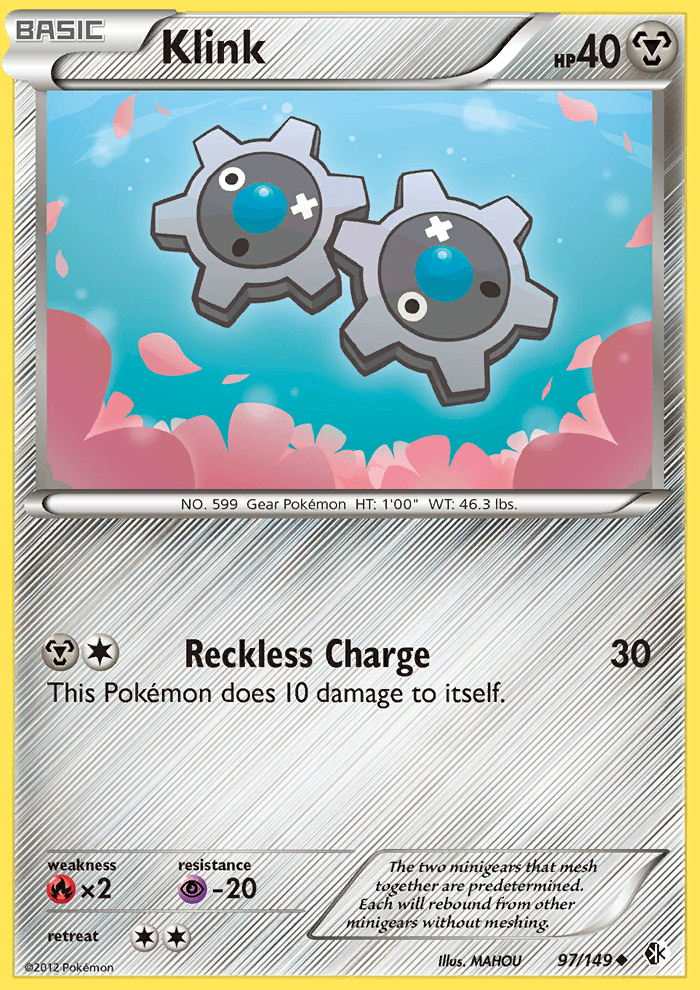 BASIC
Klink
HP40
NO. 599 Gear Pokémon HT: 1'00" WT: 46.3 lbs.
Reckless Charge 30
This Pokémon does 10 damage to itself.
weakness resistance
×2 -20
The two minigears that mesh
together are predetermined.
Each will rebound from other
minigears without meshing.
retreat
©2012 Pokémon
Illus. MAHOU 97/149